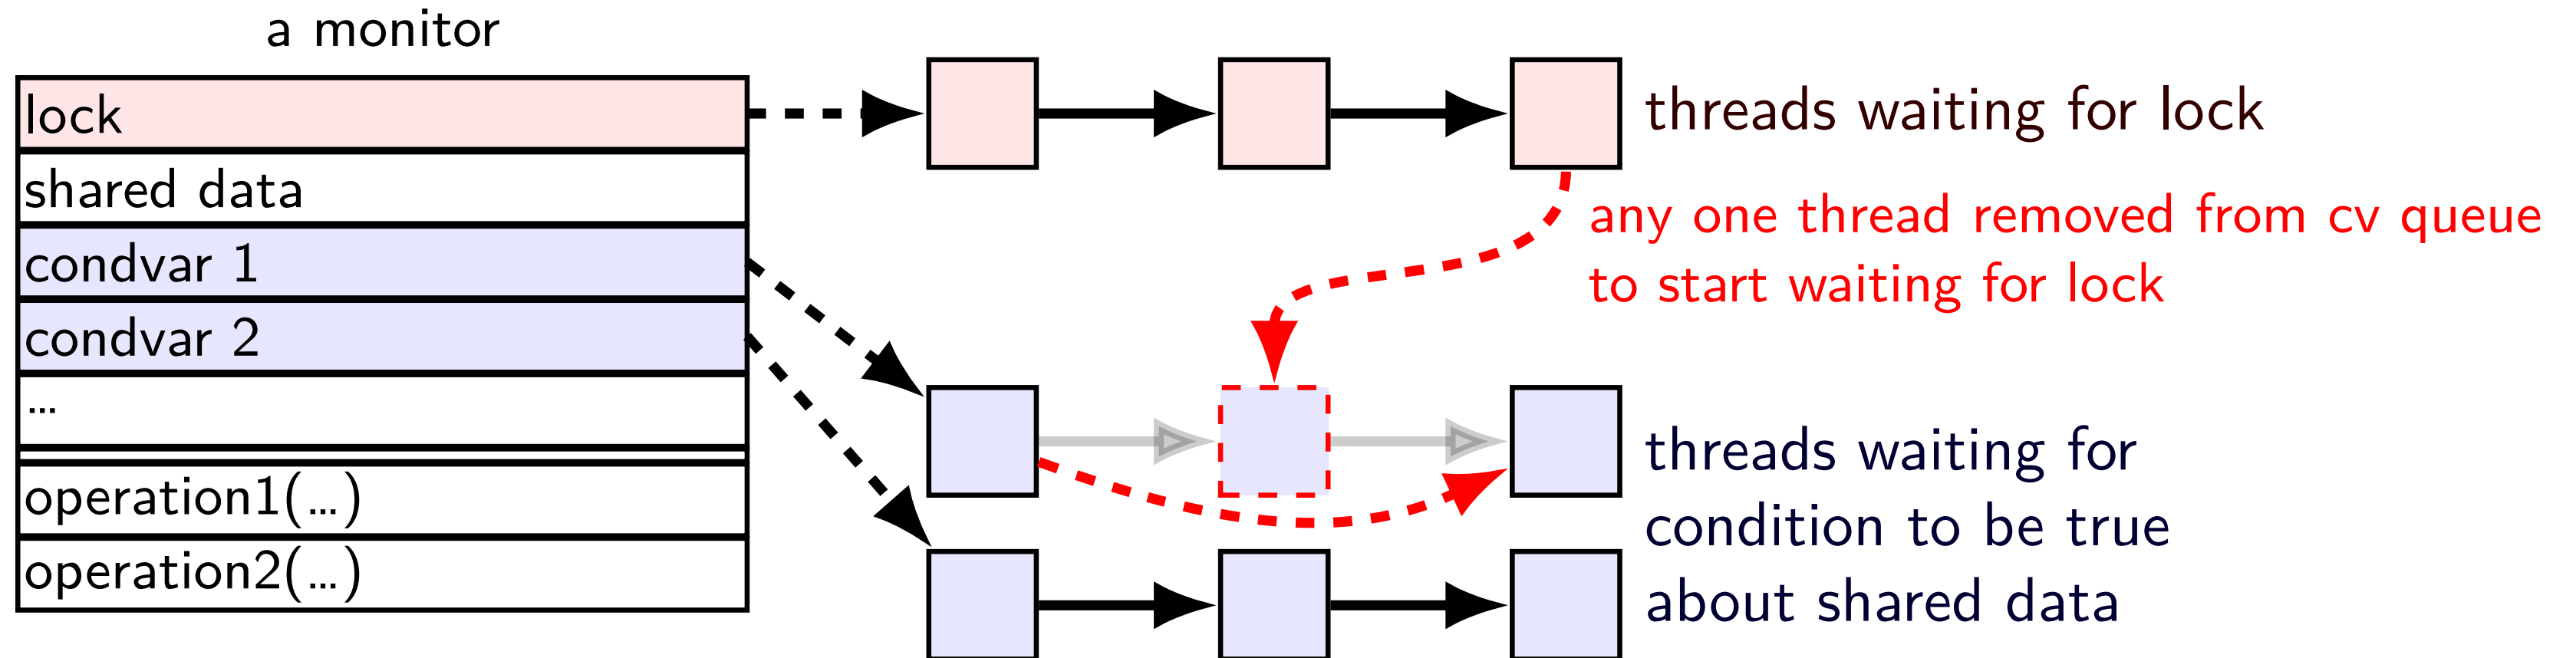 a monitor
lock
shared data
condvar 1
condvar 2
…
operation1(…)
operation2(…)
threads waiting for lock
any one thread removed from cv queue
to start waiting for lock
threads waiting for
condition to be true
about shared data